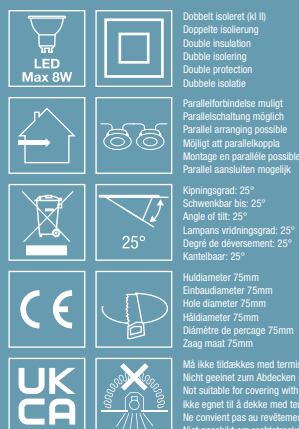 LED
Max 8W
Dobbelt isoleret (kl II)
Doppelte isolierung
Double insulation
Dubble isolering
Double protection
Dubbele isolatie
Parallelforbindelse muligt
Parallelschaltung möglich
Parallel arranging possible
Möjligt att parallelkoppla
Montage en parallèle possible
Parallel aansluiten mogelijk
25°
Kipningsgrad: 25°
Schwenkbar bis: 25°
Angle of tilt: 25°
Lampans vridningsgrad: 25°
Degré de déversement: 25°
Kantelbaar: 25°
CE
Huldiameter 75mm
Einbaudiameter 75mm
Hole diameter 75mm
Håldiameter 75mm
Diámètre de percage 75mm
Zaag maat 75mm
UK
CA
Må ikke tildækkes med termis
Nicht geeinet zum Abdecken
Not suitable for covering with
Ikke egnet til å dekke med ter
Ne convient pas au revêtemen